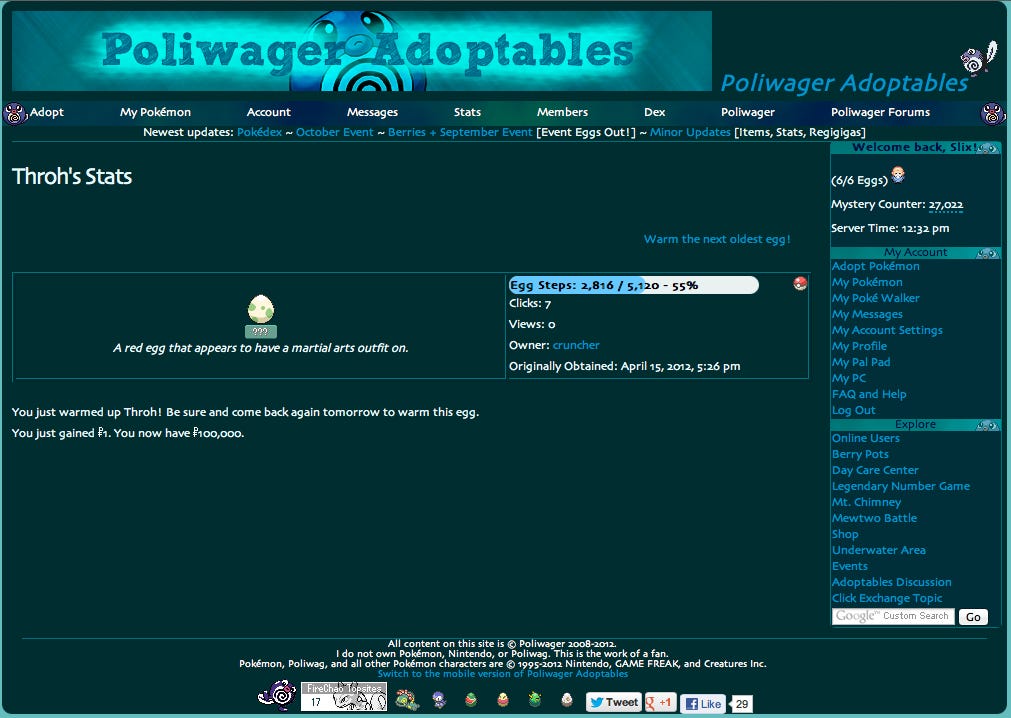 Poliwager Adoptables
Poliwager Adoptables
Adopt My Pokémon Account Messages Stats Members Dex Poliwager Poliwager Forums
Newest updates: Pokédex ~ October Event ~ Berries + September Event [Event Eggs Out!] ~ Minor Updates [Items, Stats, Regigigas]
Throh's Stats
Warm the next oldest egg!
???
A red egg that appears to have a martial arts outfit on.
Egg Steps: 2,816 / 5,120 - 55%
Clicks: 7
Views: 0
Owner: cruncher
Originally Obtained: April 15, 2012, 5:26 pm
You just warmed up Throh! Be sure and come back again tomorrow to warm this egg.
You just gained ₽1. You now have ₽100,000.
Welcome back, Slix!
(6/6 Eggs)
Mystery Counter: 27,022
Server Time: 12:32 pm
My Account
Adopt Pokémon
My Pokémon
My Poké Walker
My Messages
My Account Settings
My Profile
My Pal Pad
My PC
FAQ and Help
Log Out
Explore
Online Users
Berry Pots
Day Care Center
Legendary Number Game
Mt. Chimney
Mewtwo Battle
Shop
Underwater Area
Events
Adoptables Discussion
Click Exchange Topic
Google™ Custom Search Go
All content on this site is © Poliwager 2008-2012.
I do not own Pokémon, Nintendo, or Poliwag. This is the work of a fan.
Pokémon, Poliwag, and all other Pokémon characters are © 1995-2012 Nintendo, GAME FREAK, and Creatures Inc.
Switch to the mobile version of Poliwager Adoptables
FireChao Topsites
17
Tweet +1 Like 29